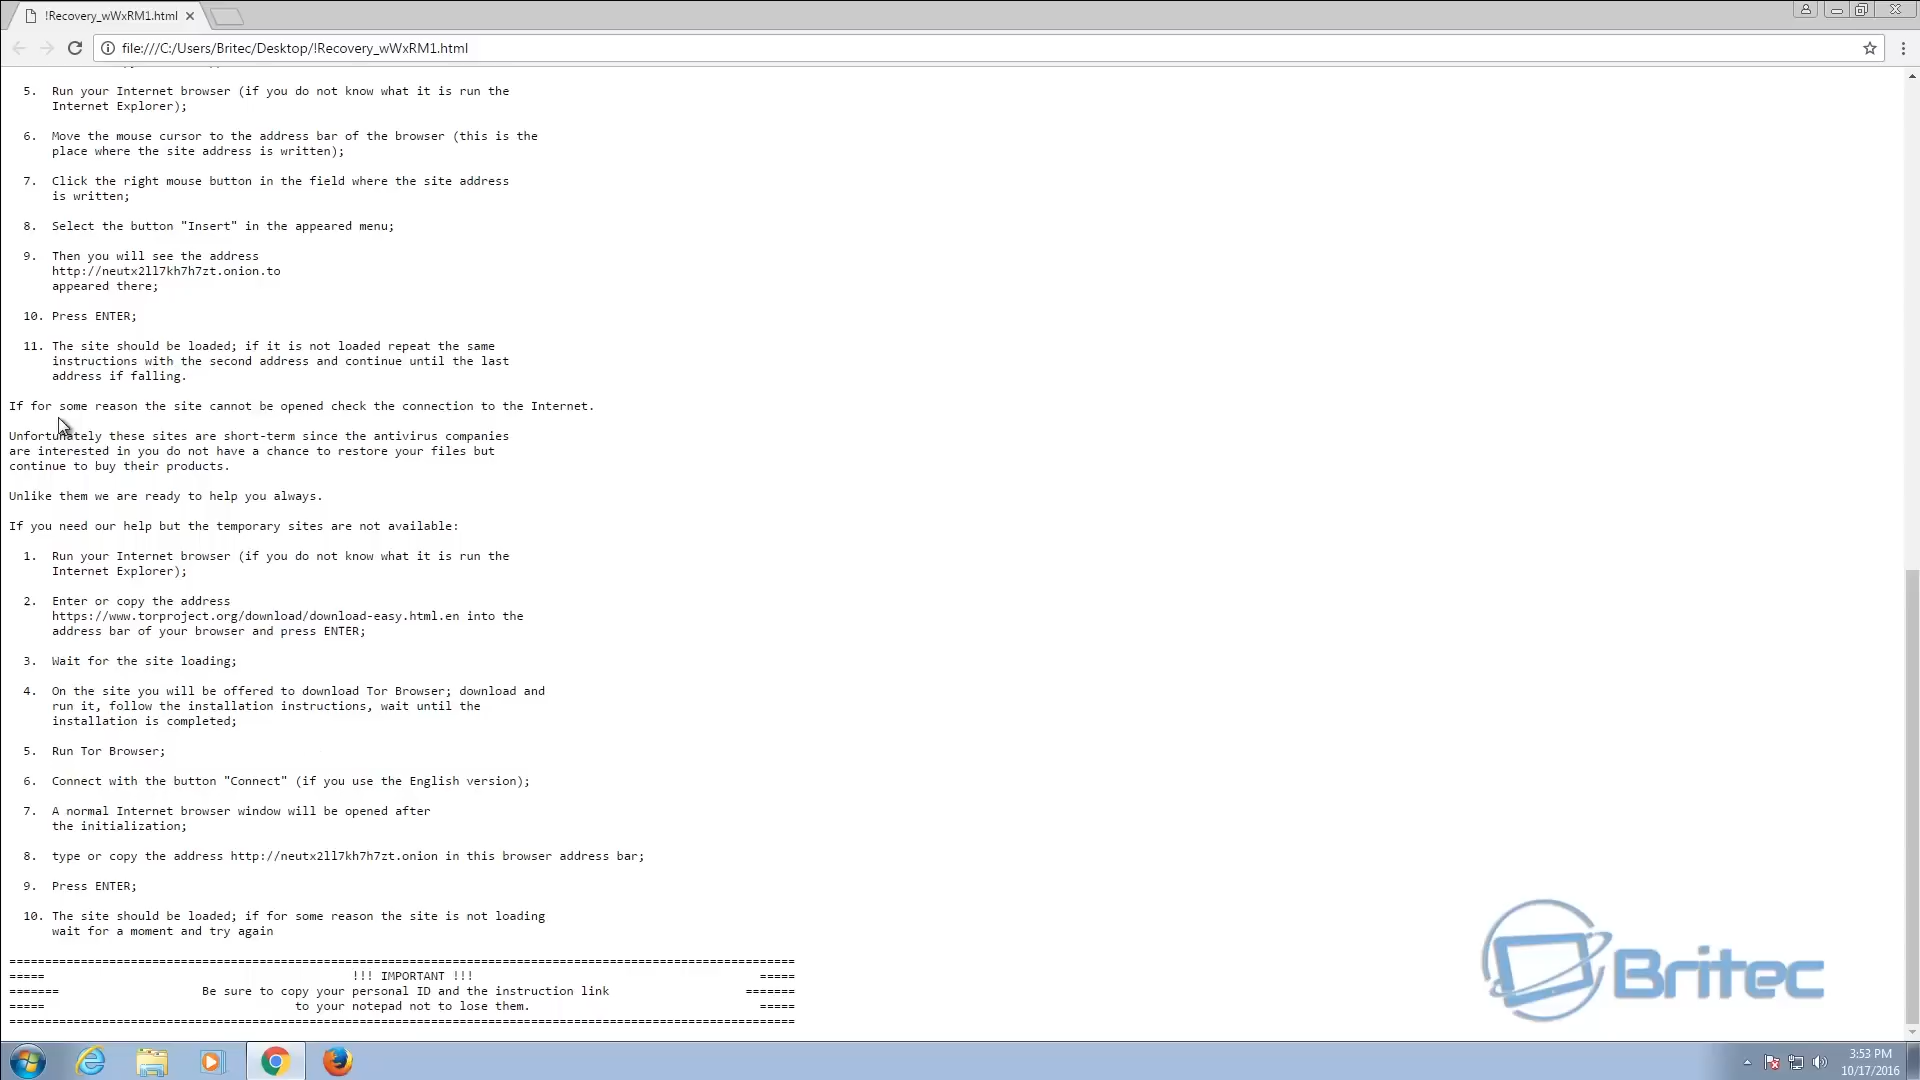 !Recovery_wWxRM1.html
file:///C:/Users/Britec/Desktop/!Recovery_wWxRM1.html
5. Run your Internet browser (if you do not know what it is run the
Internet Explorer);
6. Move the mouse cursor to the address bar of the browser (this is the
place where the site address is written);
7. Click the right mouse button in the field where the site address
is written;
8. Select the button "Insert" in the appeared menu;
9. Then you will see the address
http://neutx2ll7kh7h7zt.onion.to
appeared there;
10. Press ENTER;
11. The site should be loaded; if it is not loaded repeat the same
instructions with the second address and continue until the last
address if falling.
If for some reason the site cannot be opened check the connection to the Internet.
Unfortunately these sites are short-term since the antivirus companies
are interested in you do not have a chance to restore your files but
continue to buy their products.
Unlike them we are ready to help you always.
If you need our help but the temporary sites are not available:
1. Run your Internet browser (if you do not know what it is run the
Internet Explorer);
2. Enter or copy the address
https://www.torproject.org/download/download-easy.html.en into the
address bar of your browser and press ENTER;
3. Wait for the site loading;
4. On the site you will be offered to download Tor Browser; download and
run it, follow the installation instructions, wait until the
installation is completed;
5. Run Tor Browser;
6. Connect with the button "Connect" (if you use the English version);
7. A normal Internet browser window will be opened after
the initialization;
8. type or copy the address http://neutx2ll7kh7h7zt.onion in this browser address bar;
9. Press ENTER;
10. The site should be loaded; if for some reason the site is not loading
wait for a moment and try again
==============================================================================================================
===== !!! IMPORTANT !!! =====
======= Be sure to copy your personal ID and the instruction link =======
===== to your notepad not to lose them. =====
==============================================================================================================
Britec
3:53 PM
10/17/2016